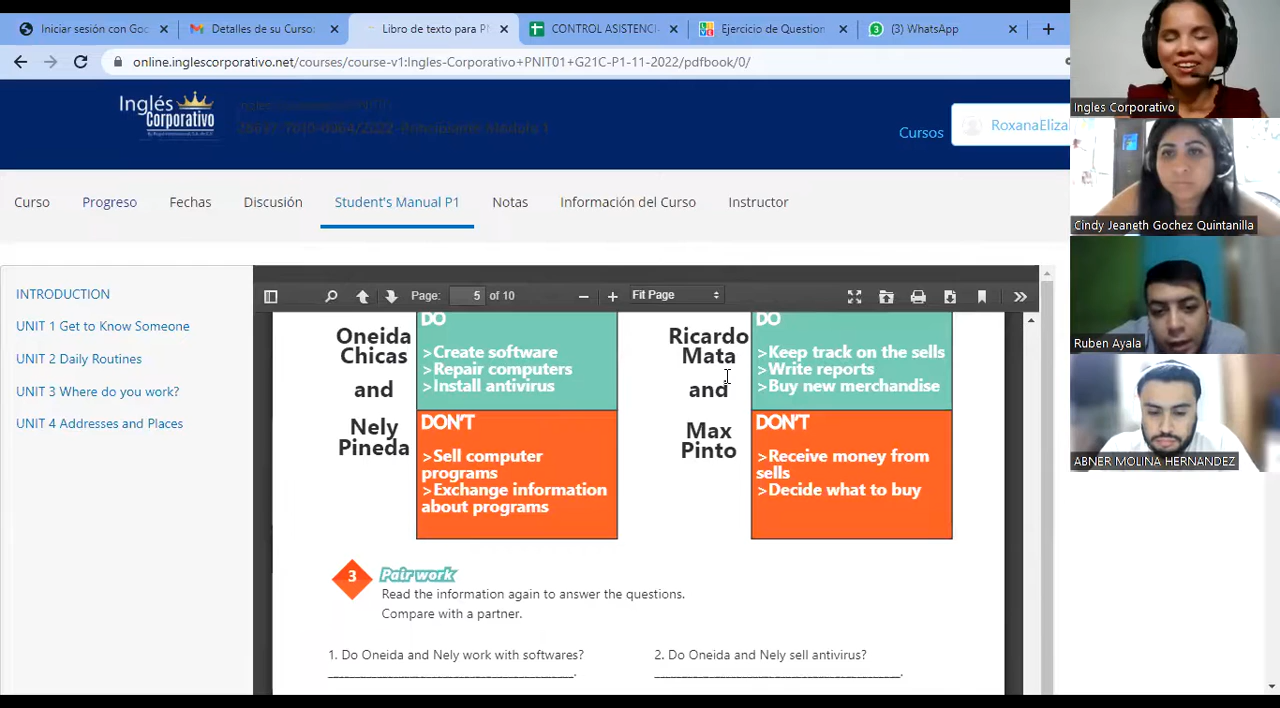 Iniciar sesión con Goo
Detalles de su Curso:
Libro de texto para P
CONTROL ASISTENCI
Ejercicio de Question
(3) WhatsApp
online.inglescorporativo.net/courses/course-v1:Ingles-Corporativo+PNIT01+G21C-P1-11-2022/pdfbook/0/
Inglés
Corporativo
Cursos
RoxanaEliza
Curso
Progreso
Fechas
Discusión
Student's Manual P1
Notas
Información del Curso
Instructor
INTRODUCTION
UNIT 1 Get to Know Someone
UNIT 2 Daily Routines
UNIT 3 Where do you work?
UNIT 4 Addresses and Places
Page: 5 of 10
Fit Page
Oneida
Chicas
and
Nely
Pineda
DO
>Create software
>Repair computers
>Install antivirus
DON'T
>Sell computer
programs
>Exchange information
about programs
Ricardo
Mata
and
Max
Pinto
DO
>Keep track on the sells
>Write reports
>Buy new merchandise
DON'T
>Receive money from
sells
>Decide what to buy
3
Pair work
Read the information again to answer the questions.
Compare with a partner.
1. Do Oneida and Nely work with softwares?
2. Do Oneida and Nely sell antivirus?
Ingles Corporativo
Cindy Jeaneth Gochez Quintanilla
Ruben Ayala
ABNER MOLINA HERNANDEZ